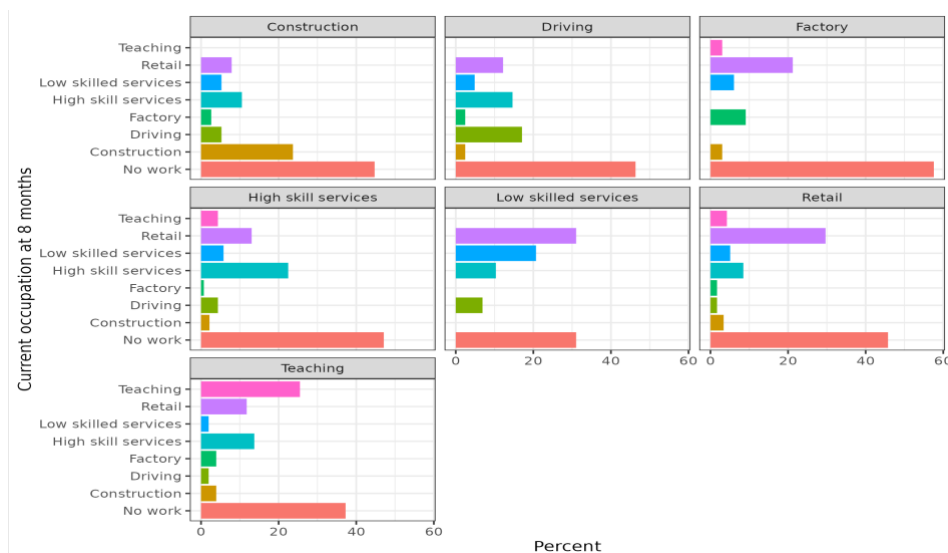 Construction Driving Factory
Teaching
Retail
Low skilled services
High skill services
Factory
Driving
Construction
No work
High skill services Low skilled services Retail
Teaching
Retail
Low skilled services
High skill services
Factory
Driving
Construction
No work
0 20 40 60 0 20 40 60
Teaching
Teaching
Retail
Low skilled services
High skill services
Factory
Driving
Construction
No work
0 20 40 60
Percent
Current occupation at 8 months